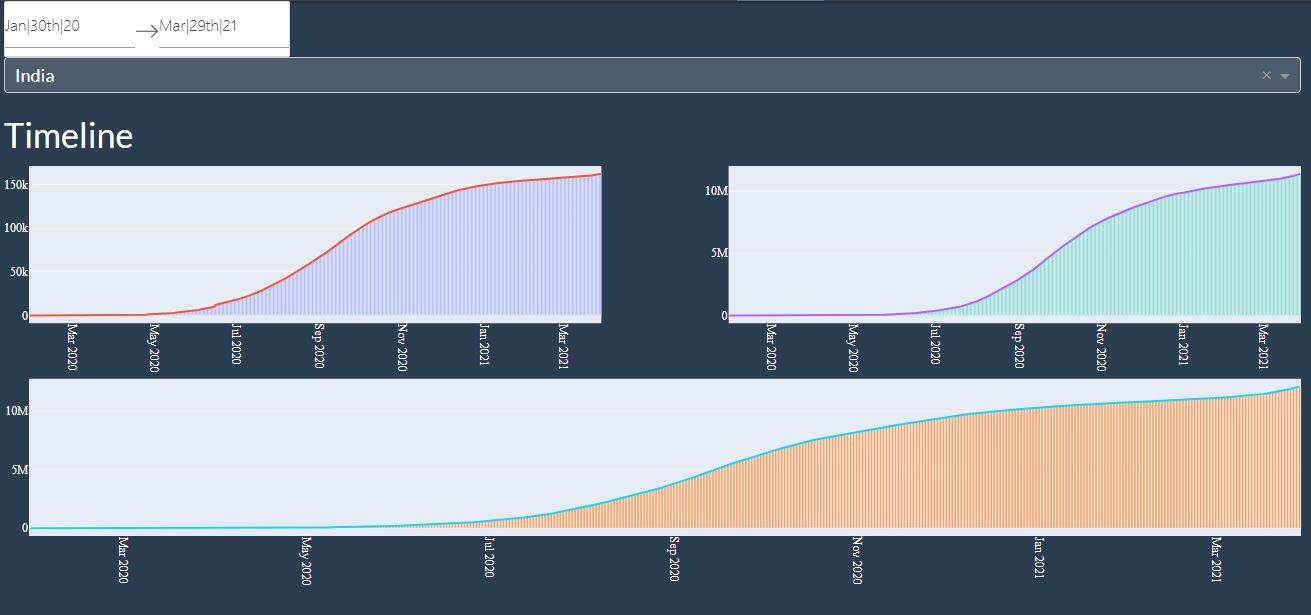 Jan|30th|20
Mar|29th|21
India
Timeline
150k
100k
50k
0
Mar 2020
May 2020
Jul 2020
Sep 2020
Nov 2020
Jan 2021
Mar 2021
10M
5M
0
Mar 2020
May 2020
Jul 2020
Sep 2020
Nov 2020
Jan 2021
Mar 2021
10M
5M
0
Mar 2020
May 2020
Jul 2020
Sep 2020
Nov 2020
Jan 2021
Mar 2021